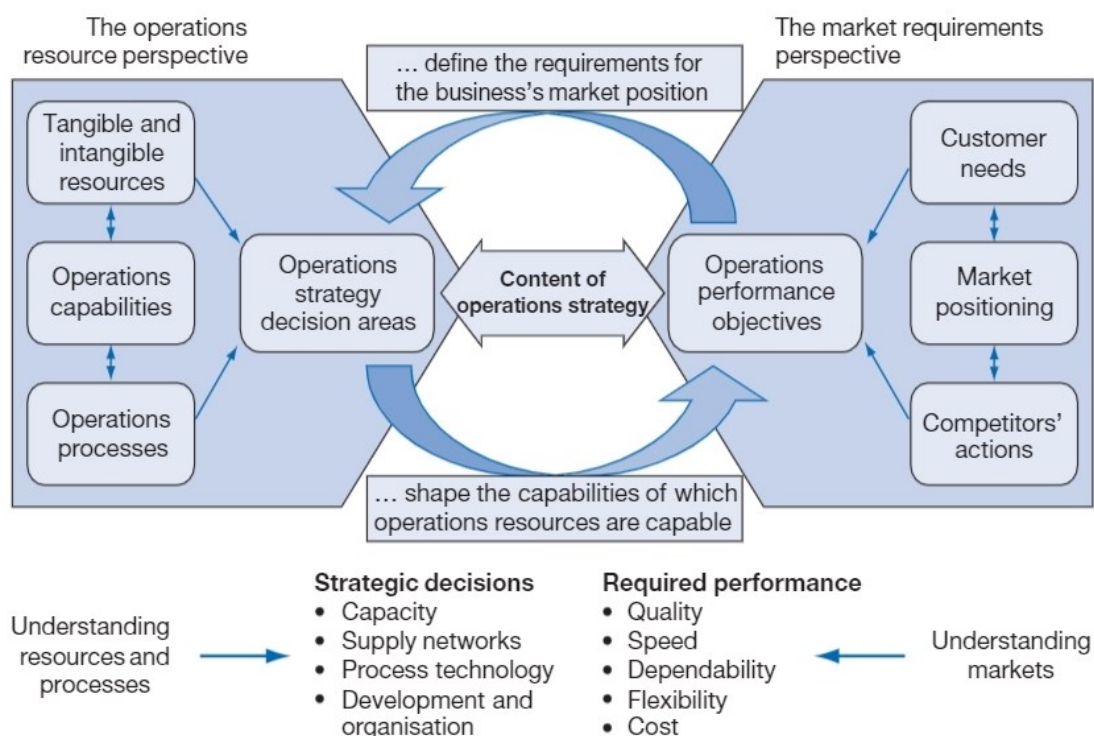 The operations
resource perspective
The market requirements
perspective
… define the requirements for
the business’s market position
Tangible and
intangible
resources
Operations
capabilities
Operations
processes
Operations
strategy
decision areas
Content of
operations strategy
Operations
performance
objectives
Customer
needs
Market
positioning
Competitors’
actions
… shape the capabilities of which
operations resources are capable
Understanding
resources and
processes
Strategic decisions
• Capacity
• Supply networks
• Process technology
• Development and
organisation
Required performance
• Quality
• Speed
• Dependability
• Flexibility
• Cost
Understanding
markets